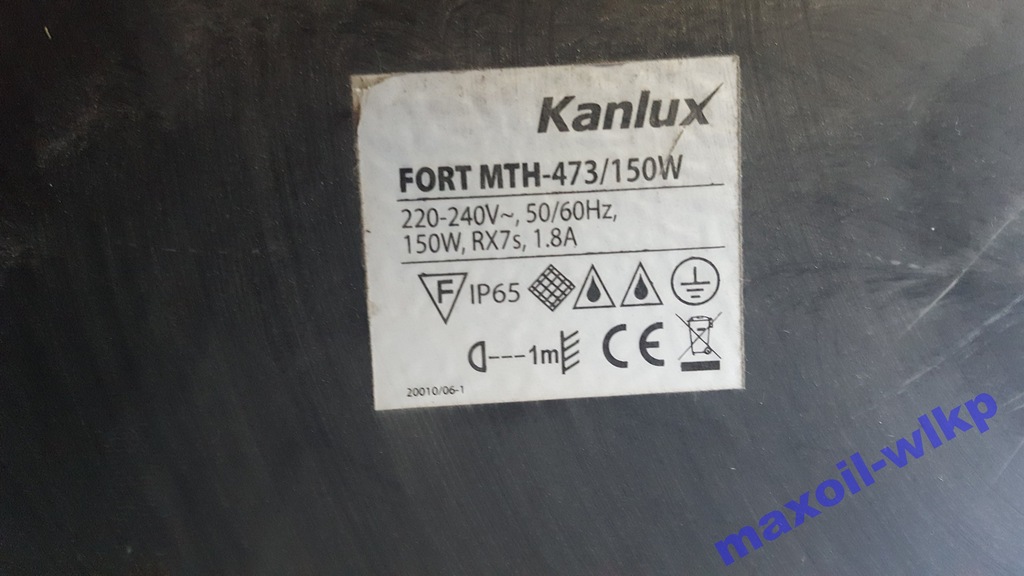 Kanlux
FORT MTH-473/150W
220-240V~, 50/60Hz,
150W, RX7s, 1.8A
F IP65
1m CE
20010/06-1
maxoil-wlkp